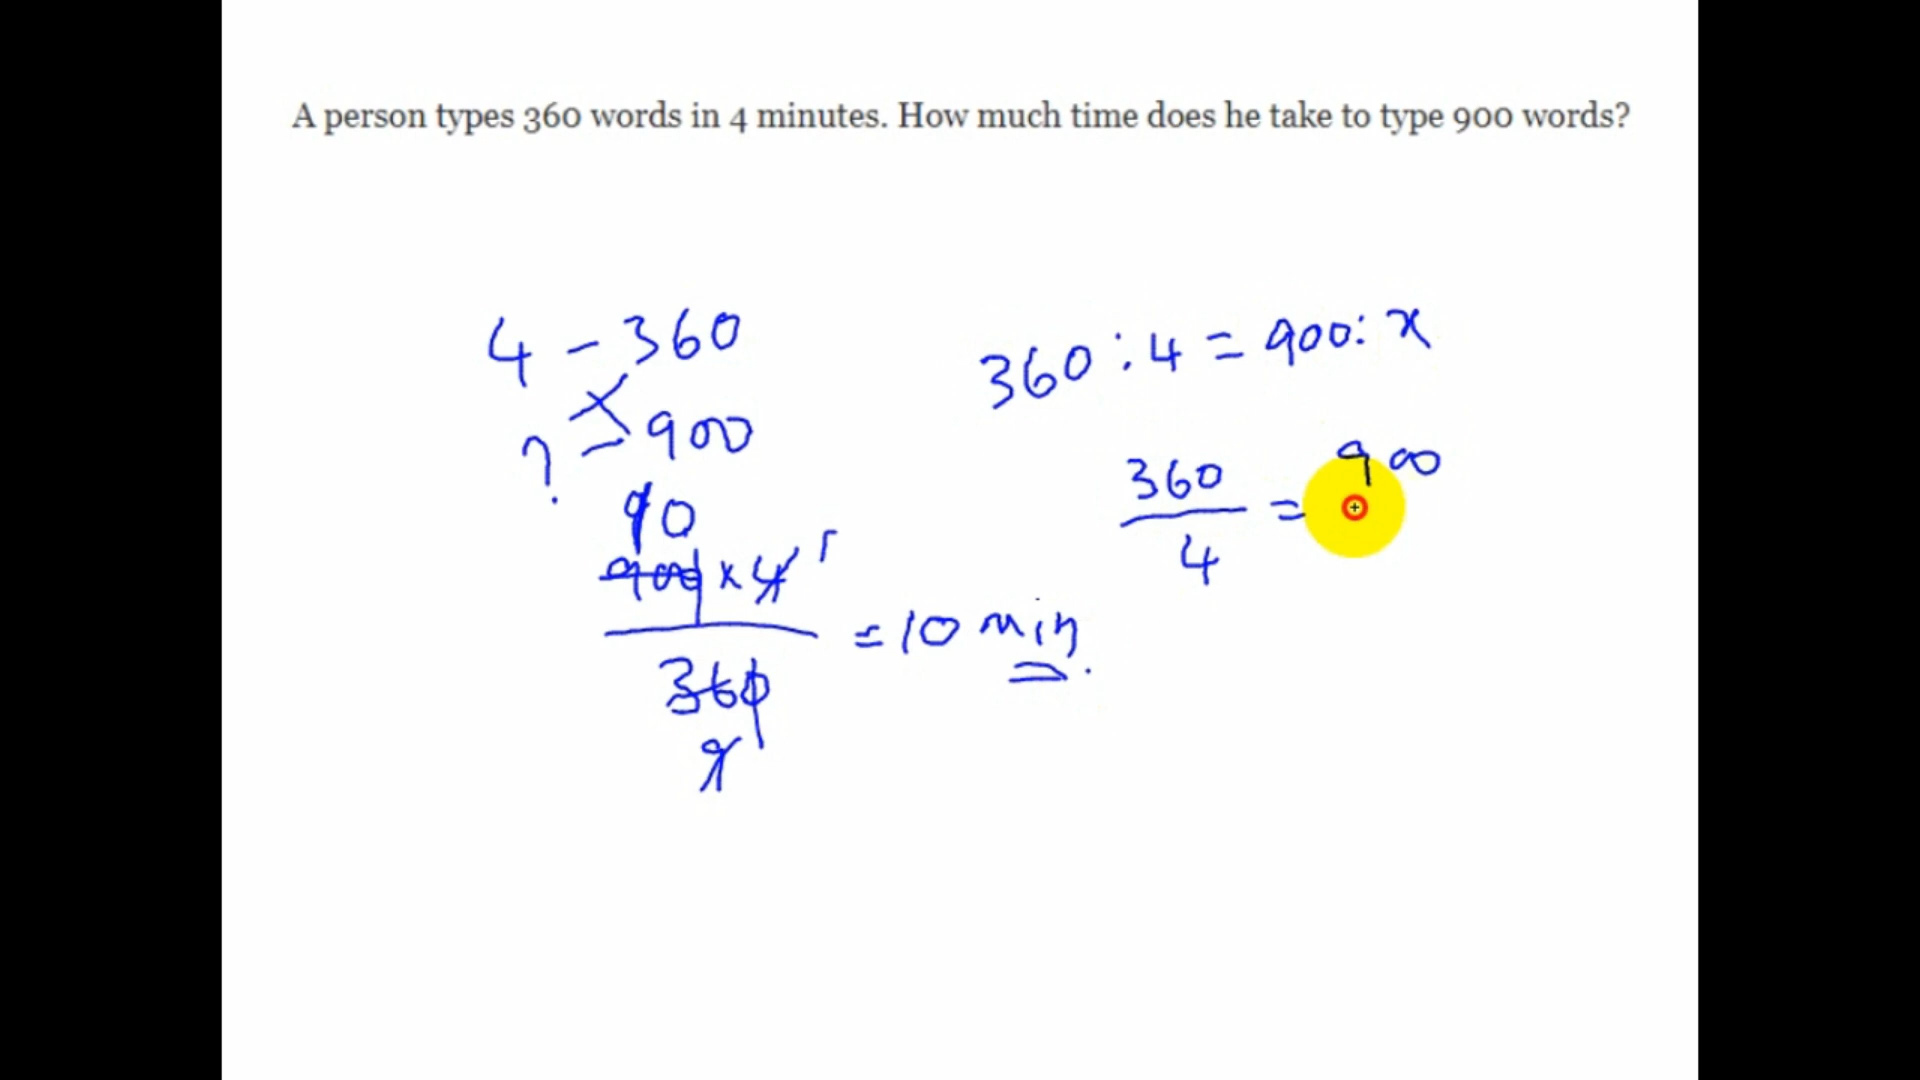 A person types 360 words in 4 minutes. How much time does he take to type 900 words?
4 - 360
? - 900
90
900 x 4 1
= 10 min.
360
9
360 : 4 = 900 : x
360 = 900
4